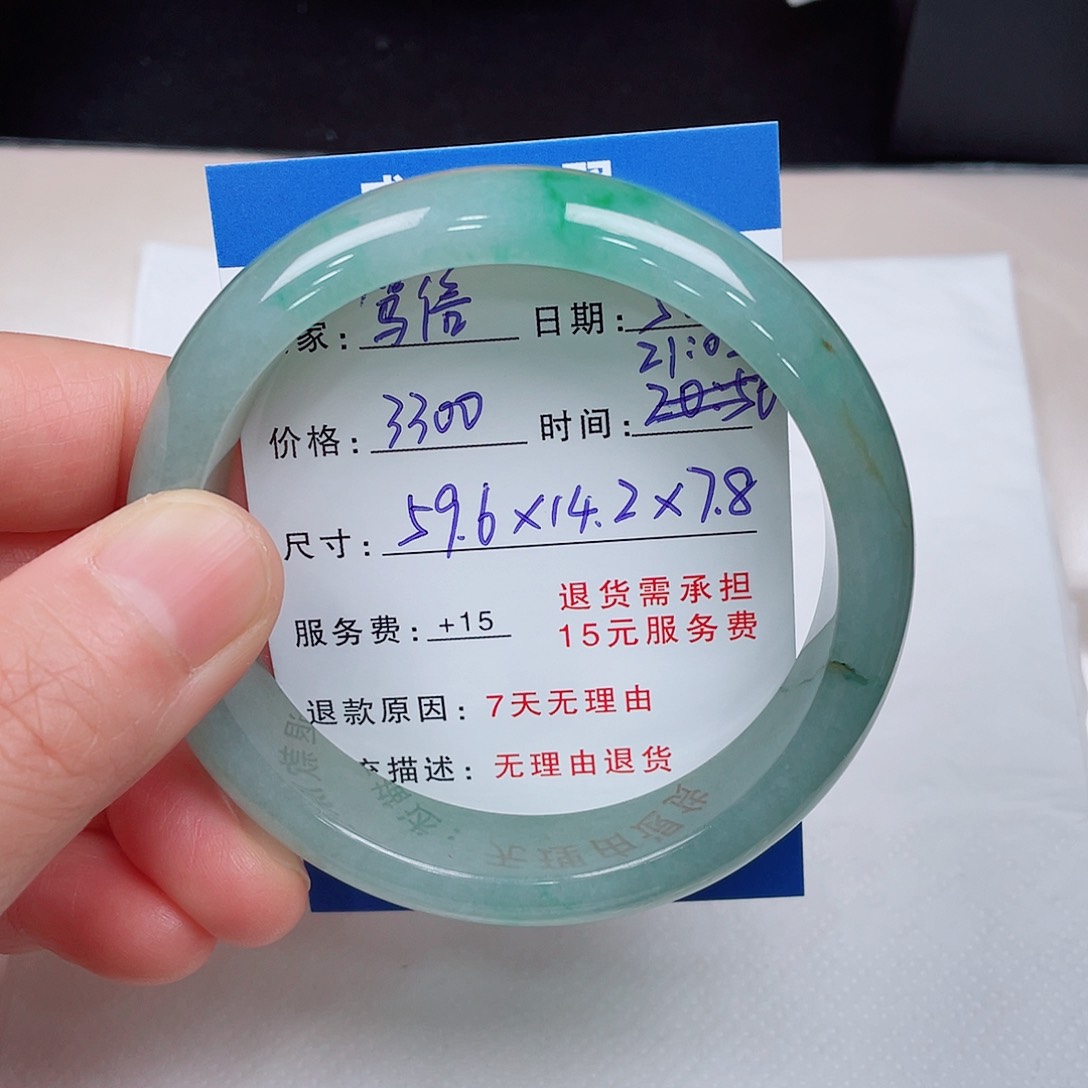 家: 笃信 日期:
21:0
价格: 3300 时间: 20:50
尺寸: 59.6×14.2×7.8
服务费: +15 退货需承担
15元服务费
退款原因: 7天无理由
描述: 无理由退货